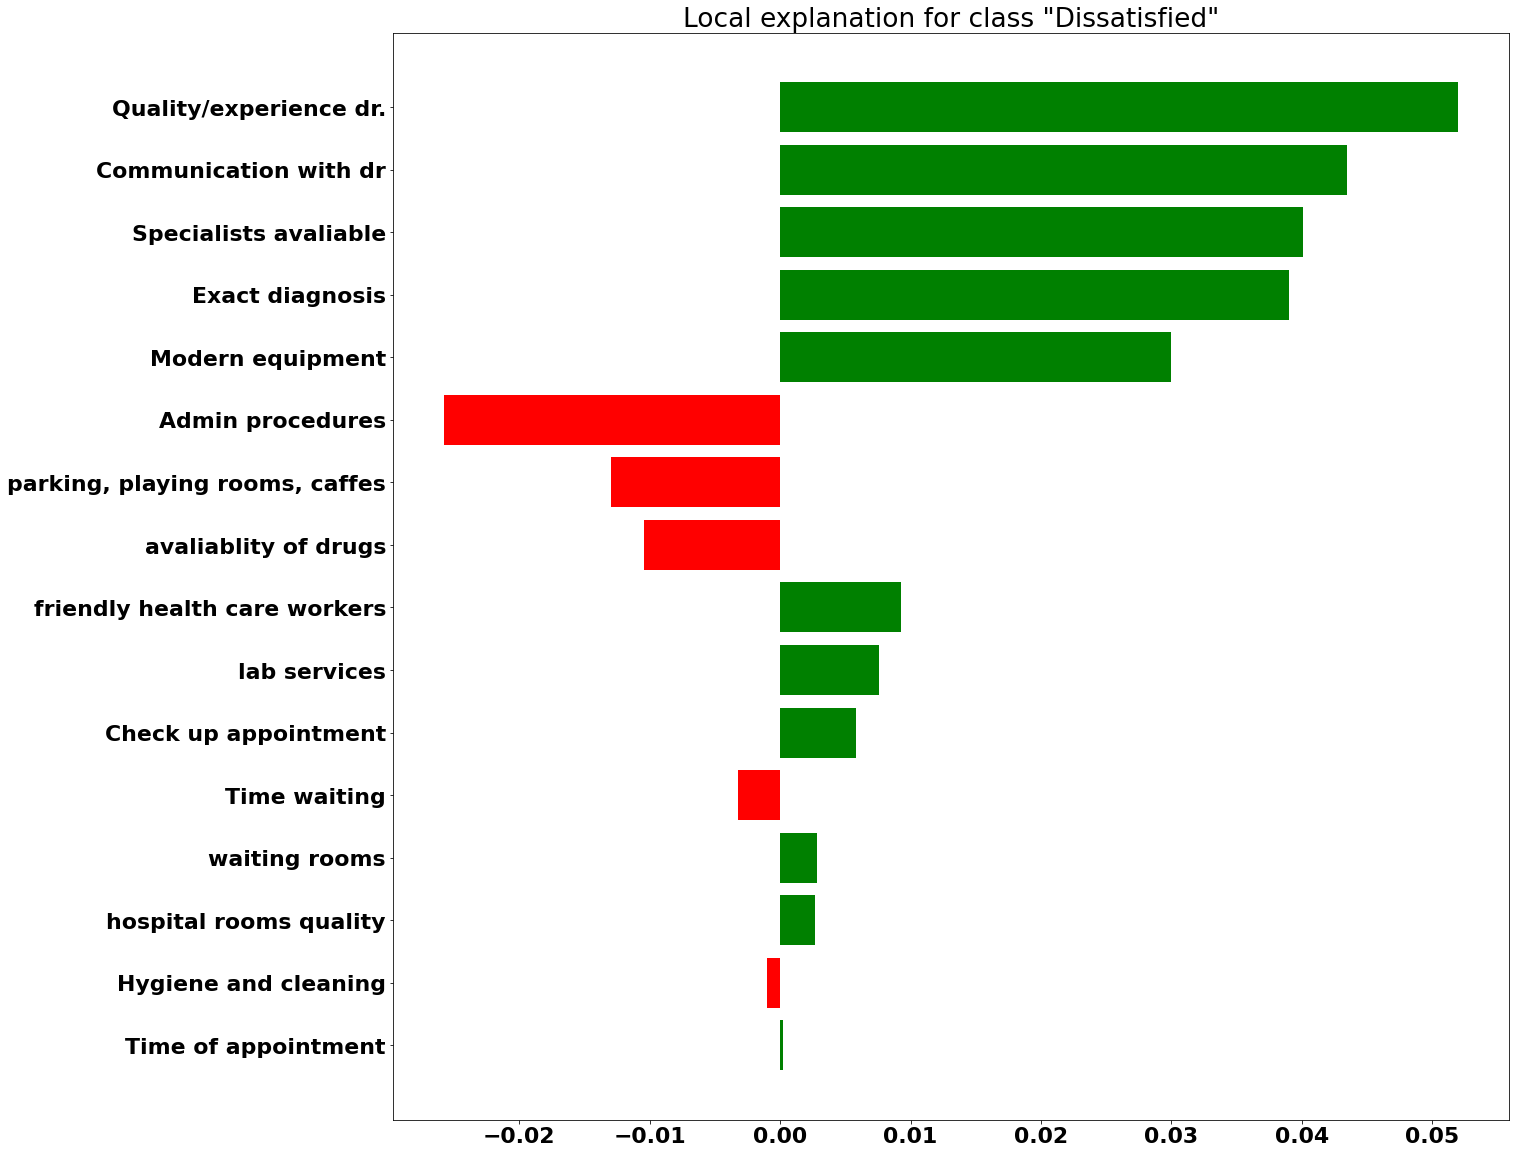 Local explanation for class "Dissatisfied"
Quality/experience dr.
Communication with dr
Specialists avaliable
Exact diagnosis
Modern equipment
Admin procedures
parking, playing rooms, caffes
avaliablity of drugs
friendly health care workers
lab services
Check up appointment
Time waiting
waiting rooms
hospital rooms quality
Hygiene and cleaning
Time of appointment
−0.02 −0.01 0.00 0.01 0.02 0.03 0.04 0.05